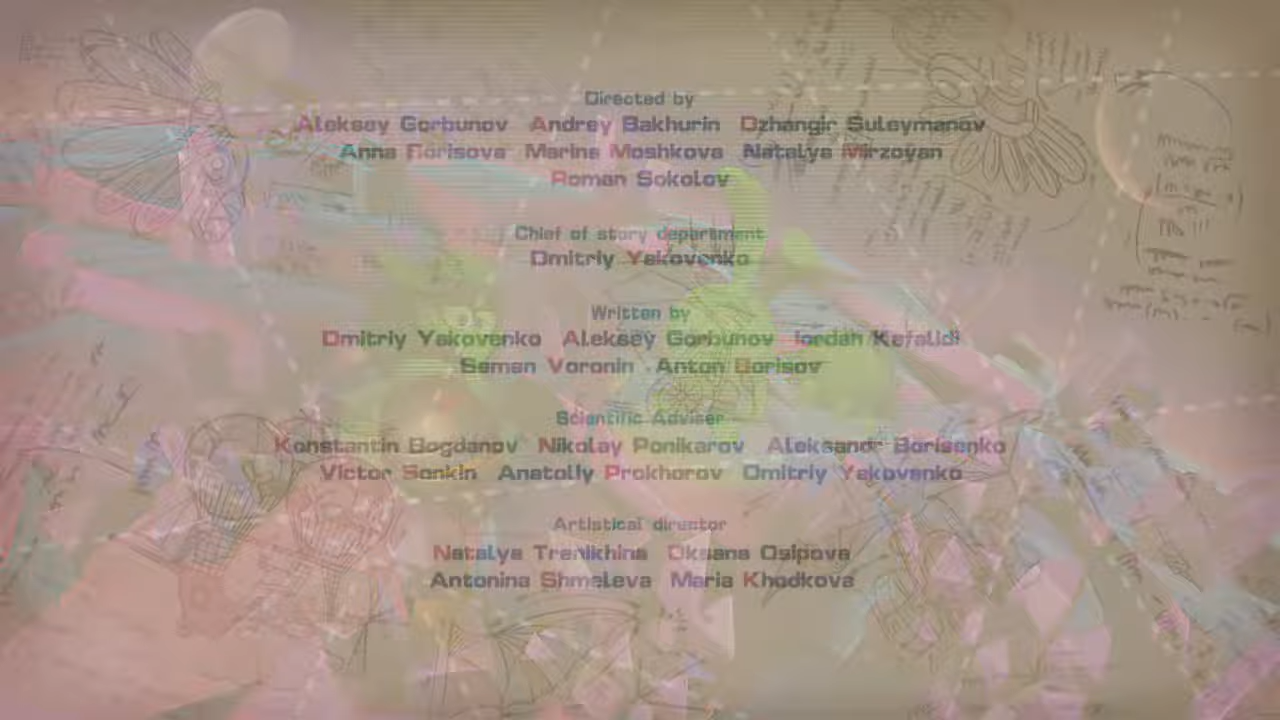 Directed by
Aleksey Gorbunov Andrey Bakhurin Dzhangir Suleymanov
Anna Borisova Marina Moshkova Natalya Mirzoyan
Roman Sokolov
Chief of story department
Dmitriy Yakovenko
Written by
Dmitriy Yakovenko Aleksey Gorbunov Iordan Kefalidi
Semen Voronin Anton Borisov
Scientific Adviser
Konstantin Bogdanov Nikolay Ponikarov Aleksandr Borisenko
Victor Sonkin Anatoliy Prokhorov Dmitriy Yakovenko
Artistical director
Natalya Trenikhina Oksana Osipova
Antonina Shmeleva Maria Khodkova